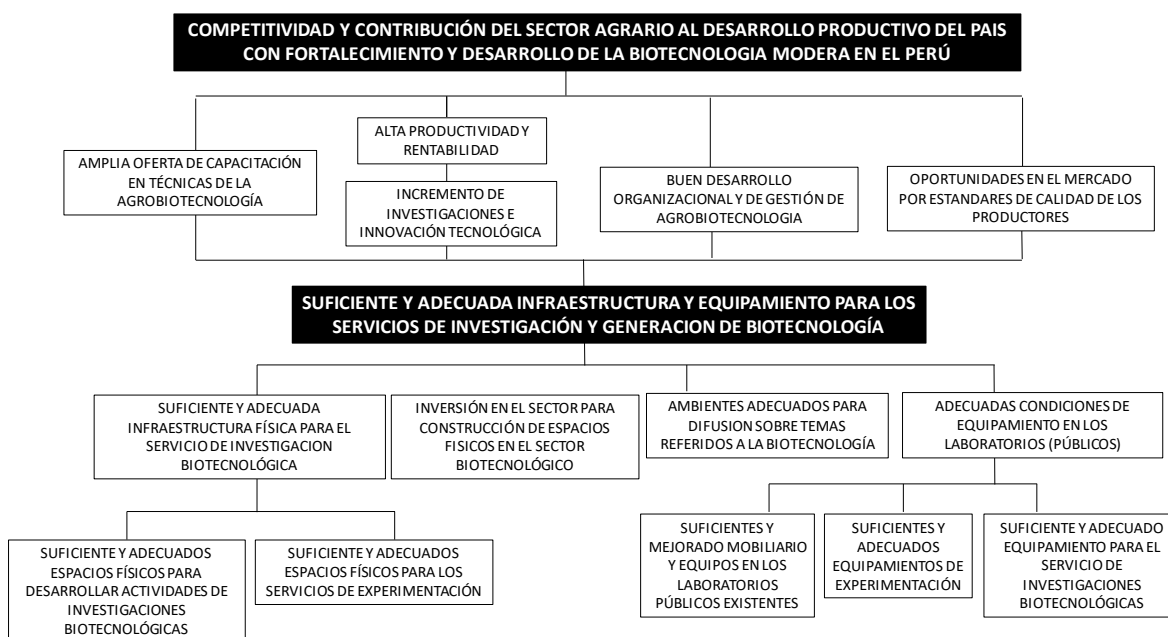 COMPETITIVIDAD Y CONTRIBUCIÓN DEL SECTOR AGRARIO AL DESARROLLO PRODUCTIVO DEL PAIS
CON FORTALECIMIENTO Y DESARROLLO DE LA BIOTECNOLOGIA MODERA EN EL PERÚ
AMPLIA OFERTA DE CAPACITACIÓN
EN TÉCNICAS DE LA
AGROBIOTECNOLOGÍA
ALTA PRODUCTIVIDAD Y
RENTABILIDAD
INCREMENTO DE
INVESTIGACIONES E
INNOVACIÓN TECNOLÓGICA
BUEN DESARROLLO
ORGANIZACIONAL Y DE GESTIÓN DE
AGROBIOTECNOLOGIA
OPORTUNIDADES EN EL MERCADO
POR ESTANDARES DE CALIDAD DE LOS
PRODUCTORES
SUFICIENTE Y ADECUADA INFRAESTRUCTURA Y EQUIPAMIENTO PARA LOS
SERVICIOS DE INVESTIGACIÓN Y GENERACION DE BIOTECNOLOGÍA
SUFICIENTE Y ADECUADA
INFRAESTRUCTURA FÍSICA PARA EL
SERVICIO DE INVESTIGACION
BIOTECNOLÓGICA
INVERSIÓN EN EL SECTOR PARA
CONSTRUCCIÓN DE ESPACIOS
FISICOS EN EL SECTOR
BIOTECNOLÓGICO
AMBIENTES ADECUADOS PARA
DIFUSION SOBRE TEMAS
REFERIDOS A LA BIOTECNOLOGÍA
ADECUADAS CONDICIONES DE
EQUIPAMIENTO EN LOS
LABORATORIOS (PÚBLICOS)
SUFICIENTE Y ADECUADOS
ESPACIOS FÍSICOS PARA
DESARROLLAR ACTIVIDADES DE
INVESTIGACIONES
BIOTECNOLÓGICAS
SUFICIENTE Y ADECUADOS
ESPACIOS FÍSICOS PARA LOS
SERVICIOS DE EXPERIMENTACIÓN
SUFICIENTES Y
MEJORADO MOBILIARIO
Y EQUIPOS EN LOS
LABORATORIOS
PÚBLICOS EXISTENTES
SUFICIENTES Y
ADECUADOS
EQUIPAMIENTOS DE
EXPERIMENTACIÓN
SUFICIENTE Y ADECUADO
EQUIPAMIENTO PARA EL
SERVICIO DE
INVESTIGACIONES
BIOTECNOLÓGICAS